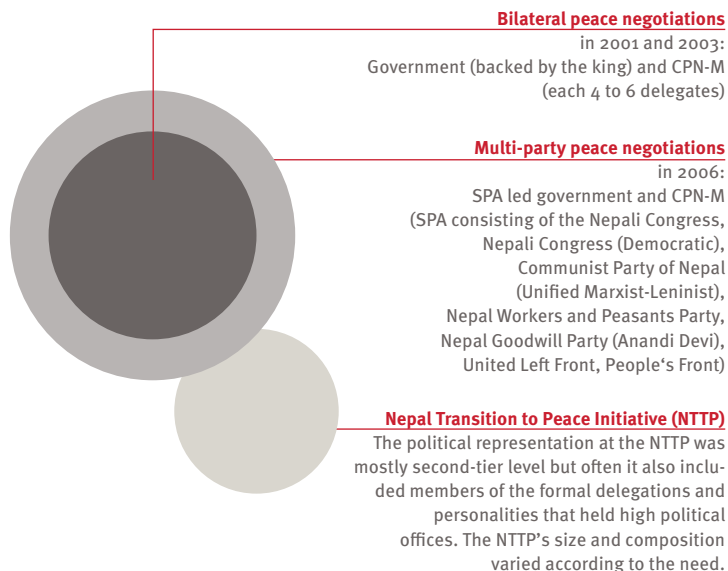 Bilateral peace negotiations
in 2001 and 2003:
Government (backed by the king) and CPN-M
(each 4 to 6 delegates)
Multi-party peace negotiations
in 2006:
SPA led government and CPN-M
(SPA consisting of the Nepali Congress,
Nepali Congress (Democratic),
Communist Party of Nepal
(Unified Marxist-Leninist),
Nepal Workers and Peasants Party,
Nepal Goodwill Party (Anandi Devi),
United Left Front, People‘s Front)
Nepal Transition to Peace Initiative (NTTP)
The political representation at the NTTP was
mostly second-tier level but often it also inclu-
ded members of the formal delegations and
personalities that held high political
offices. The NTTP’s size and composition
varied according to the need.